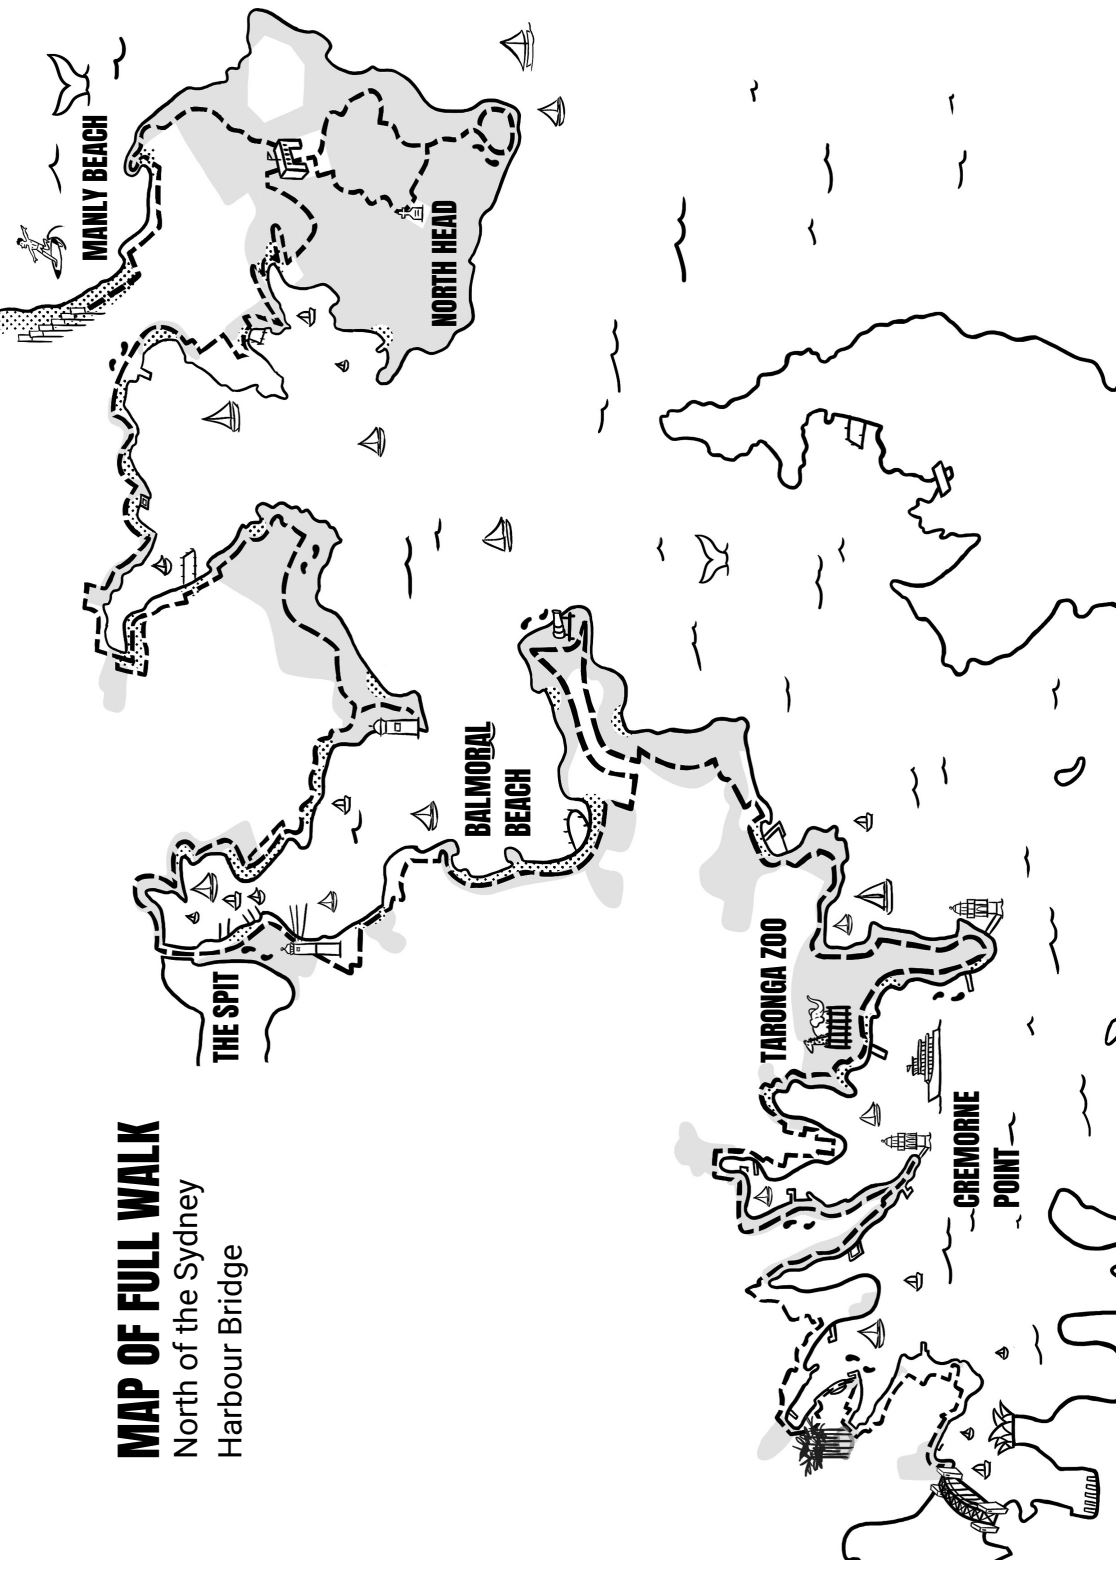 MAP OF FULL WALK
North of the Sydney
Harbour Bridge
THE SPIT
MANLY BEACH
NORTH HEAD
BALMORAL
BEACH
TARONGA ZOO
CREMORNE
POINT